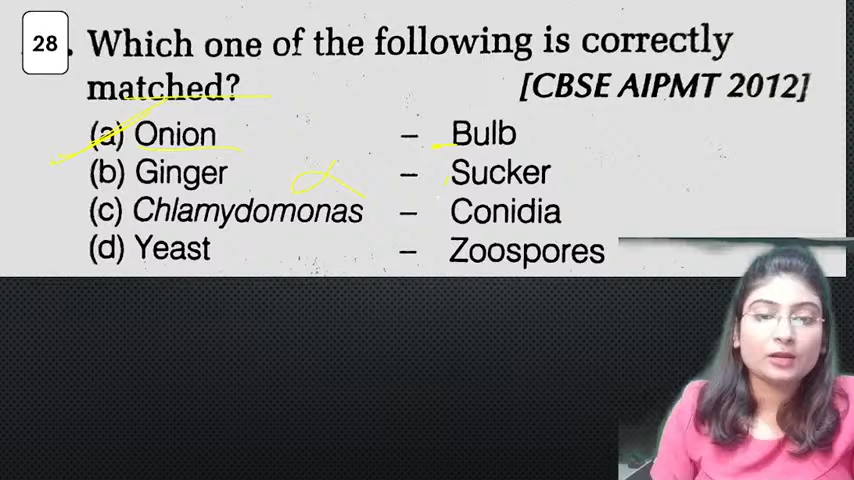 28 . Which one of the following is correctly
matched? [CBSE AIPMT 2012]
(a) Onion – Bulb
(b) Ginger – Sucker
(c) Chlamydomonas – Conidia
(d) Yeast – Zoospores